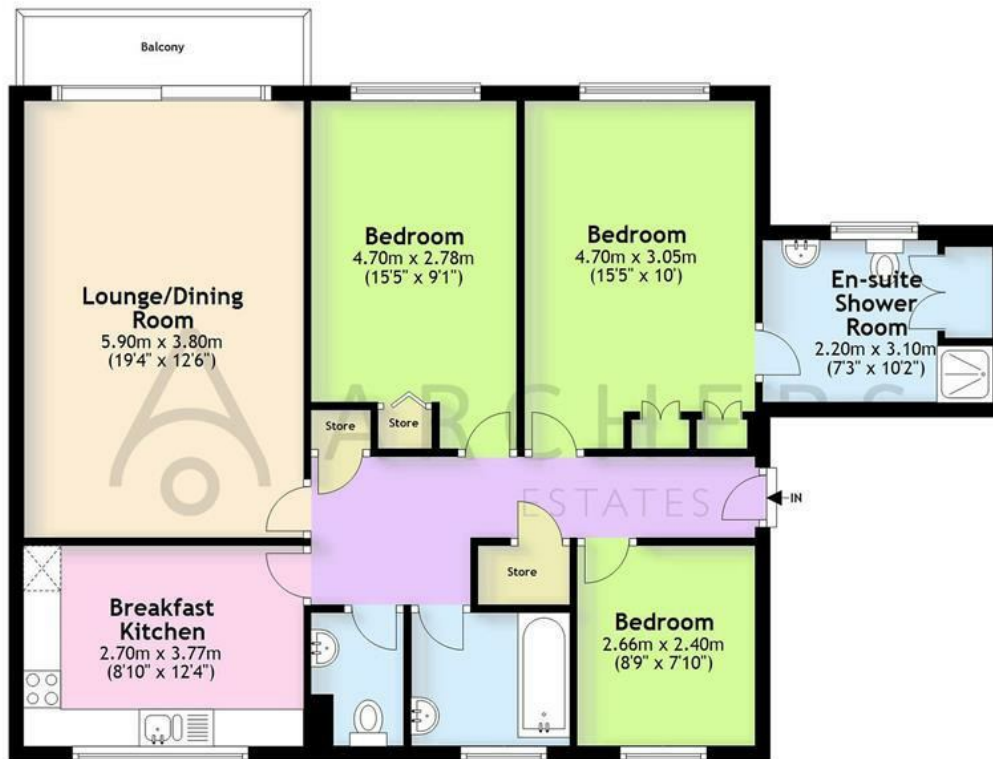 Balcony
Lounge/Dining
Room
5.90m x 3.80m
(19'4" x 12'6")
Bedroom
4.70m x 2.78m
(15'5" x 9'1")
Bedroom
4.70m x 3.05m
(15'5" x 10')
En-suite
Shower
Room
2.20m x 3.10m
(7'3" x 10'2")
Store
Store
ARCHERS
ESTATES
IN
Store
Breakfast
Kitchen
2.70m x 3.77m
(8'10" x 12'4")
Bedroom
2.66m x 2.40m
(8'9" x 7'10")